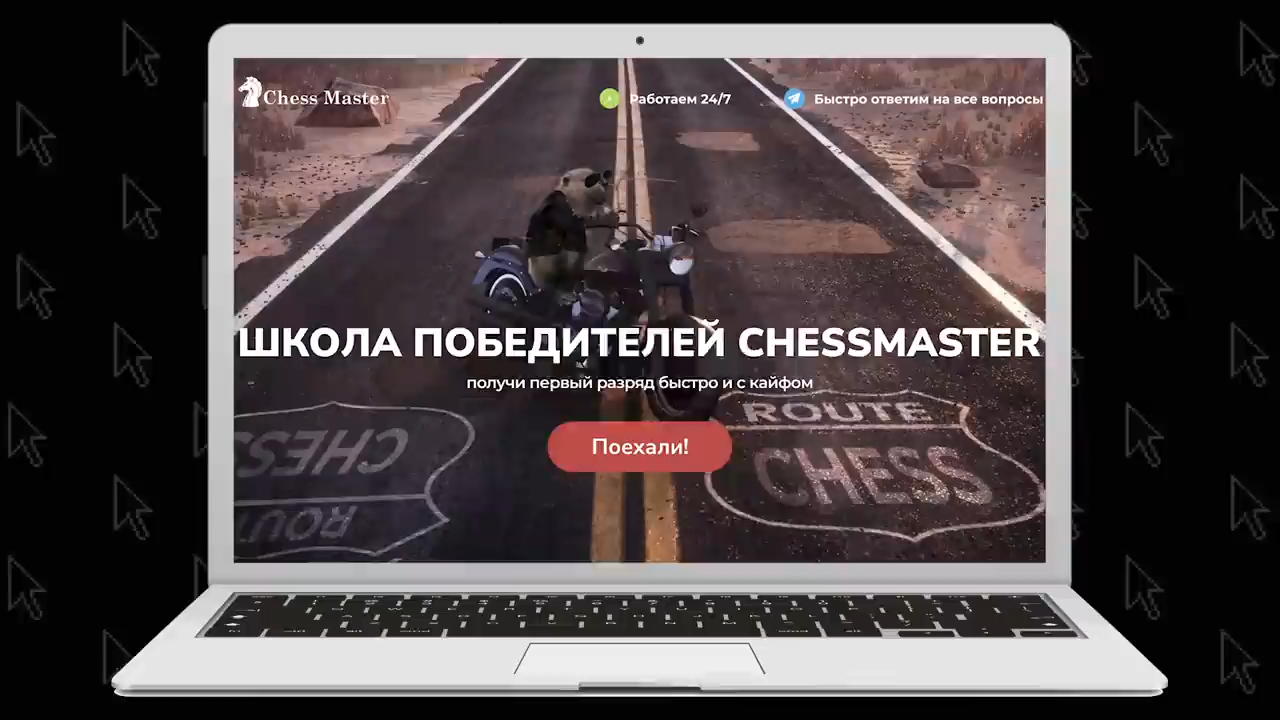 Chess Master
Работаем 24/7
Быстро ответим на все вопросы
ШКОЛА ПОБЕДИТЕЛЕЙ CHESSMASTER
получи первый разряд быстро и с кайфом
Поехали!
ROUTE
CHESS
CHESS